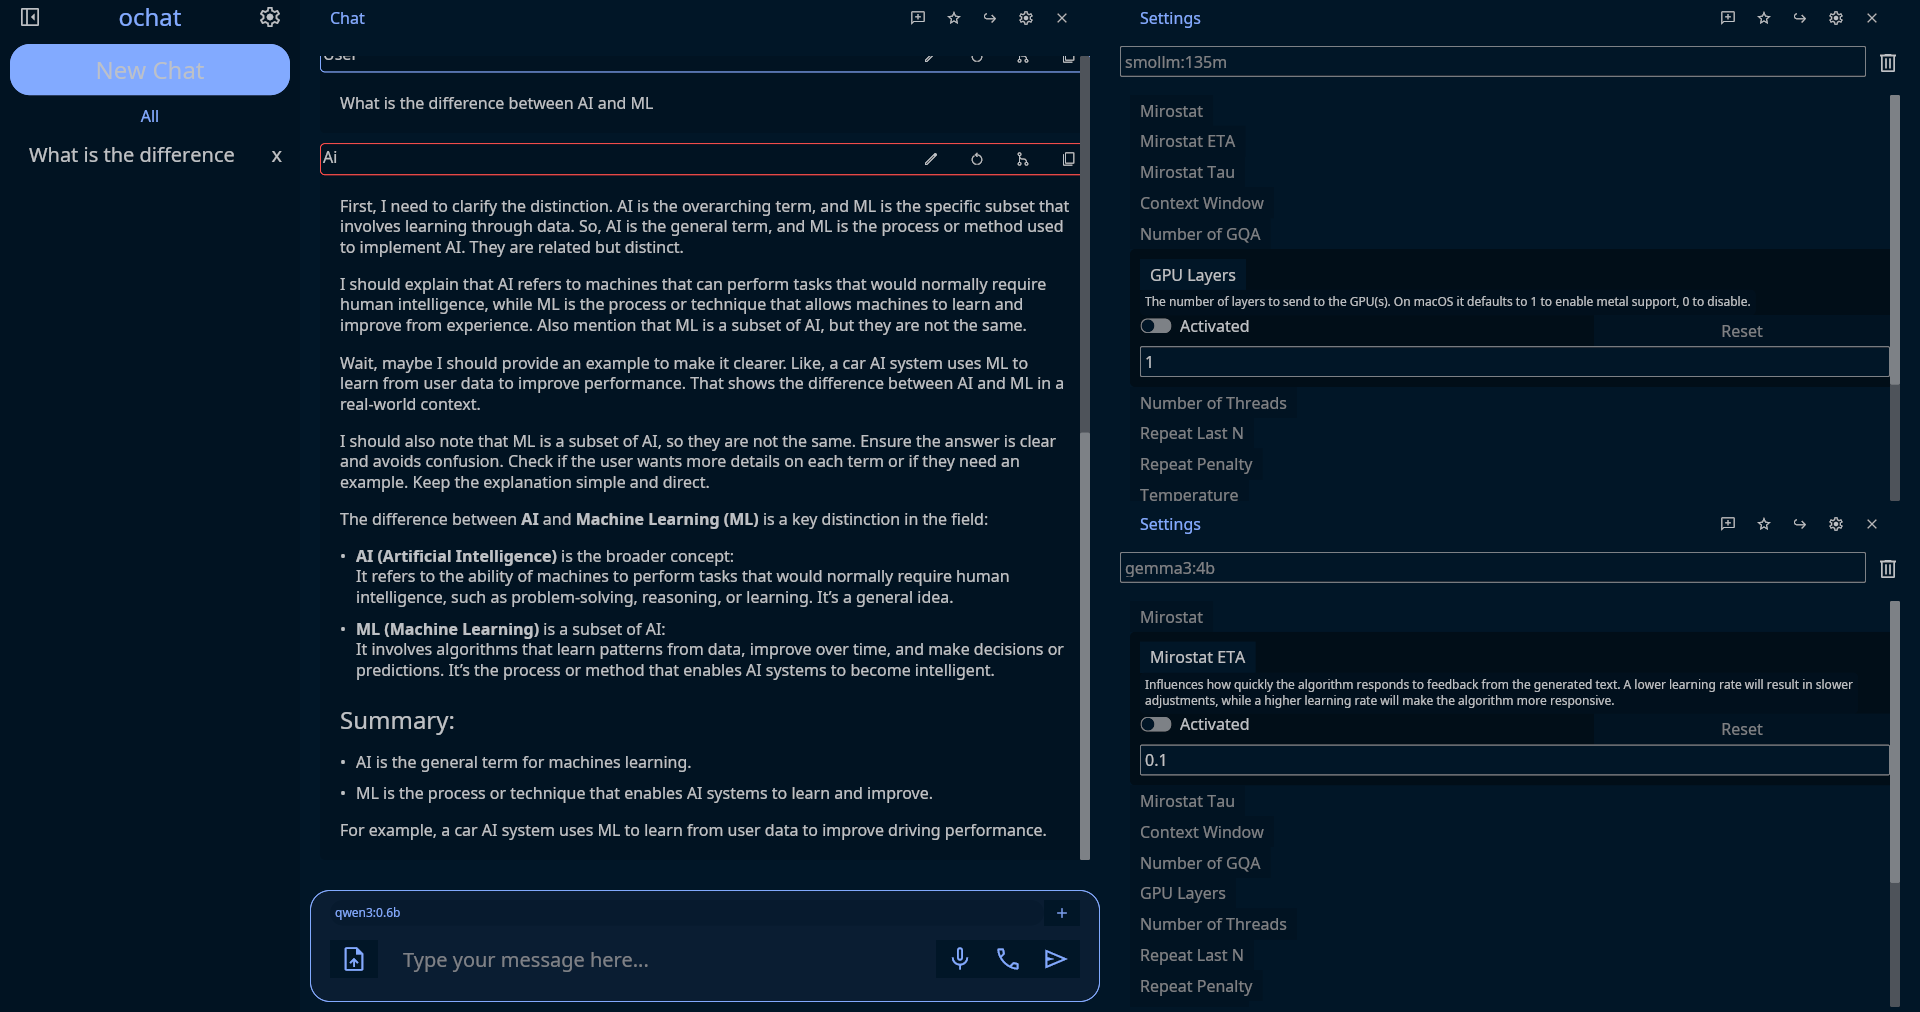 ochat
New Chat
All
What is the difference x
Chat
User
What is the difference between AI and ML
Ai
First, I need to clarify the distinction. AI is the overarching term, and ML is the specific subset that
involves learning through data. So, AI is the general term, and ML is the process or method used
to implement AI. They are related but distinct.
I should explain that AI refers to machines that can perform tasks that would normally require
human intelligence, while ML is the process or technique that allows machines to learn and
improve from experience. Also mention that ML is a subset of AI, but they are not the same.
Wait, maybe I should provide an example to make it clearer. Like, a car AI system uses ML to
learn from user data to improve performance. That shows the difference between AI and ML in a
real-world context.
I should also note that ML is a subset of AI, so they are not the same. Ensure the answer is clear
and avoids confusion. Check if the user wants more details on each term or if they need an
example. Keep the explanation simple and direct.
The difference between AI and Machine Learning (ML) is a key distinction in the field:
• AI (Artificial Intelligence) is the broader concept:
It refers to the ability of machines to perform tasks that would normally require human
intelligence, such as problem-solving, reasoning, or learning. It’s a general idea.
• ML (Machine Learning) is a subset of AI:
It involves algorithms that learn patterns from data, improve over time, and make decisions or
predictions. It’s the process or method that enables AI systems to become intelligent.
Summary:
• AI is the general term for machines learning.
• ML is the process or technique that enables AI systems to learn and improve.
For example, a car AI system uses ML to learn from user data to improve driving performance.
qwen3:0.6b
Type your message here...
Settings
smollm:135m
Mirostat
Mirostat ETA
Mirostat Tau
Context Window
Number of GQA
GPU Layers
The number of layers to send to the GPU(s). On macOS it defaults to 1 to enable metal support, 0 to disable.
Activated Reset
1
Number of Threads
Repeat Last N
Repeat Penalty
Temperature
Settings
gemma3:4b
Mirostat
Mirostat ETA
Influences how quickly the algorithm responds to feedback from the generated text. A lower learning rate will result in slower
adjustments, while a higher learning rate will make the algorithm more responsive.
Activated Reset
0.1
Mirostat Tau
Context Window
Number of GQA
GPU Layers
Number of Threads
Repeat Last N
Repeat Penalty